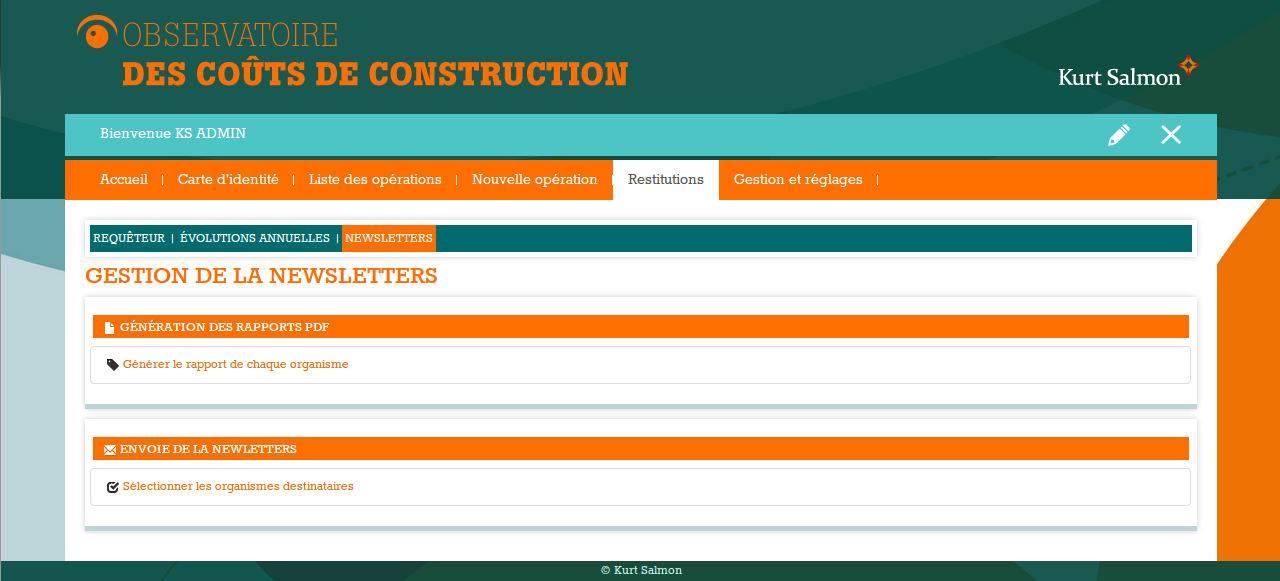 OBSERVATOIRE
DES COÛTS DE CONSTRUCTION
Kurt Salmon
Bienvenue KS ADMIN
Accueil | Carte d'identité | Liste des opérations | Nouvelle opération | Restitutions Gestion et réglages |
REQUÊTEUR | ÉVOLUTIONS ANNUELLES | NEWSLETTERS
GESTION DE LA NEWSLETTERS
GÉNÉRATION DES RAPPORTS PDF
Générer le rapport de chaque organisme
ENVOIE DE LA NEWLETTERS
Sélectionner les organismes destinataires
© Kurt Salmon